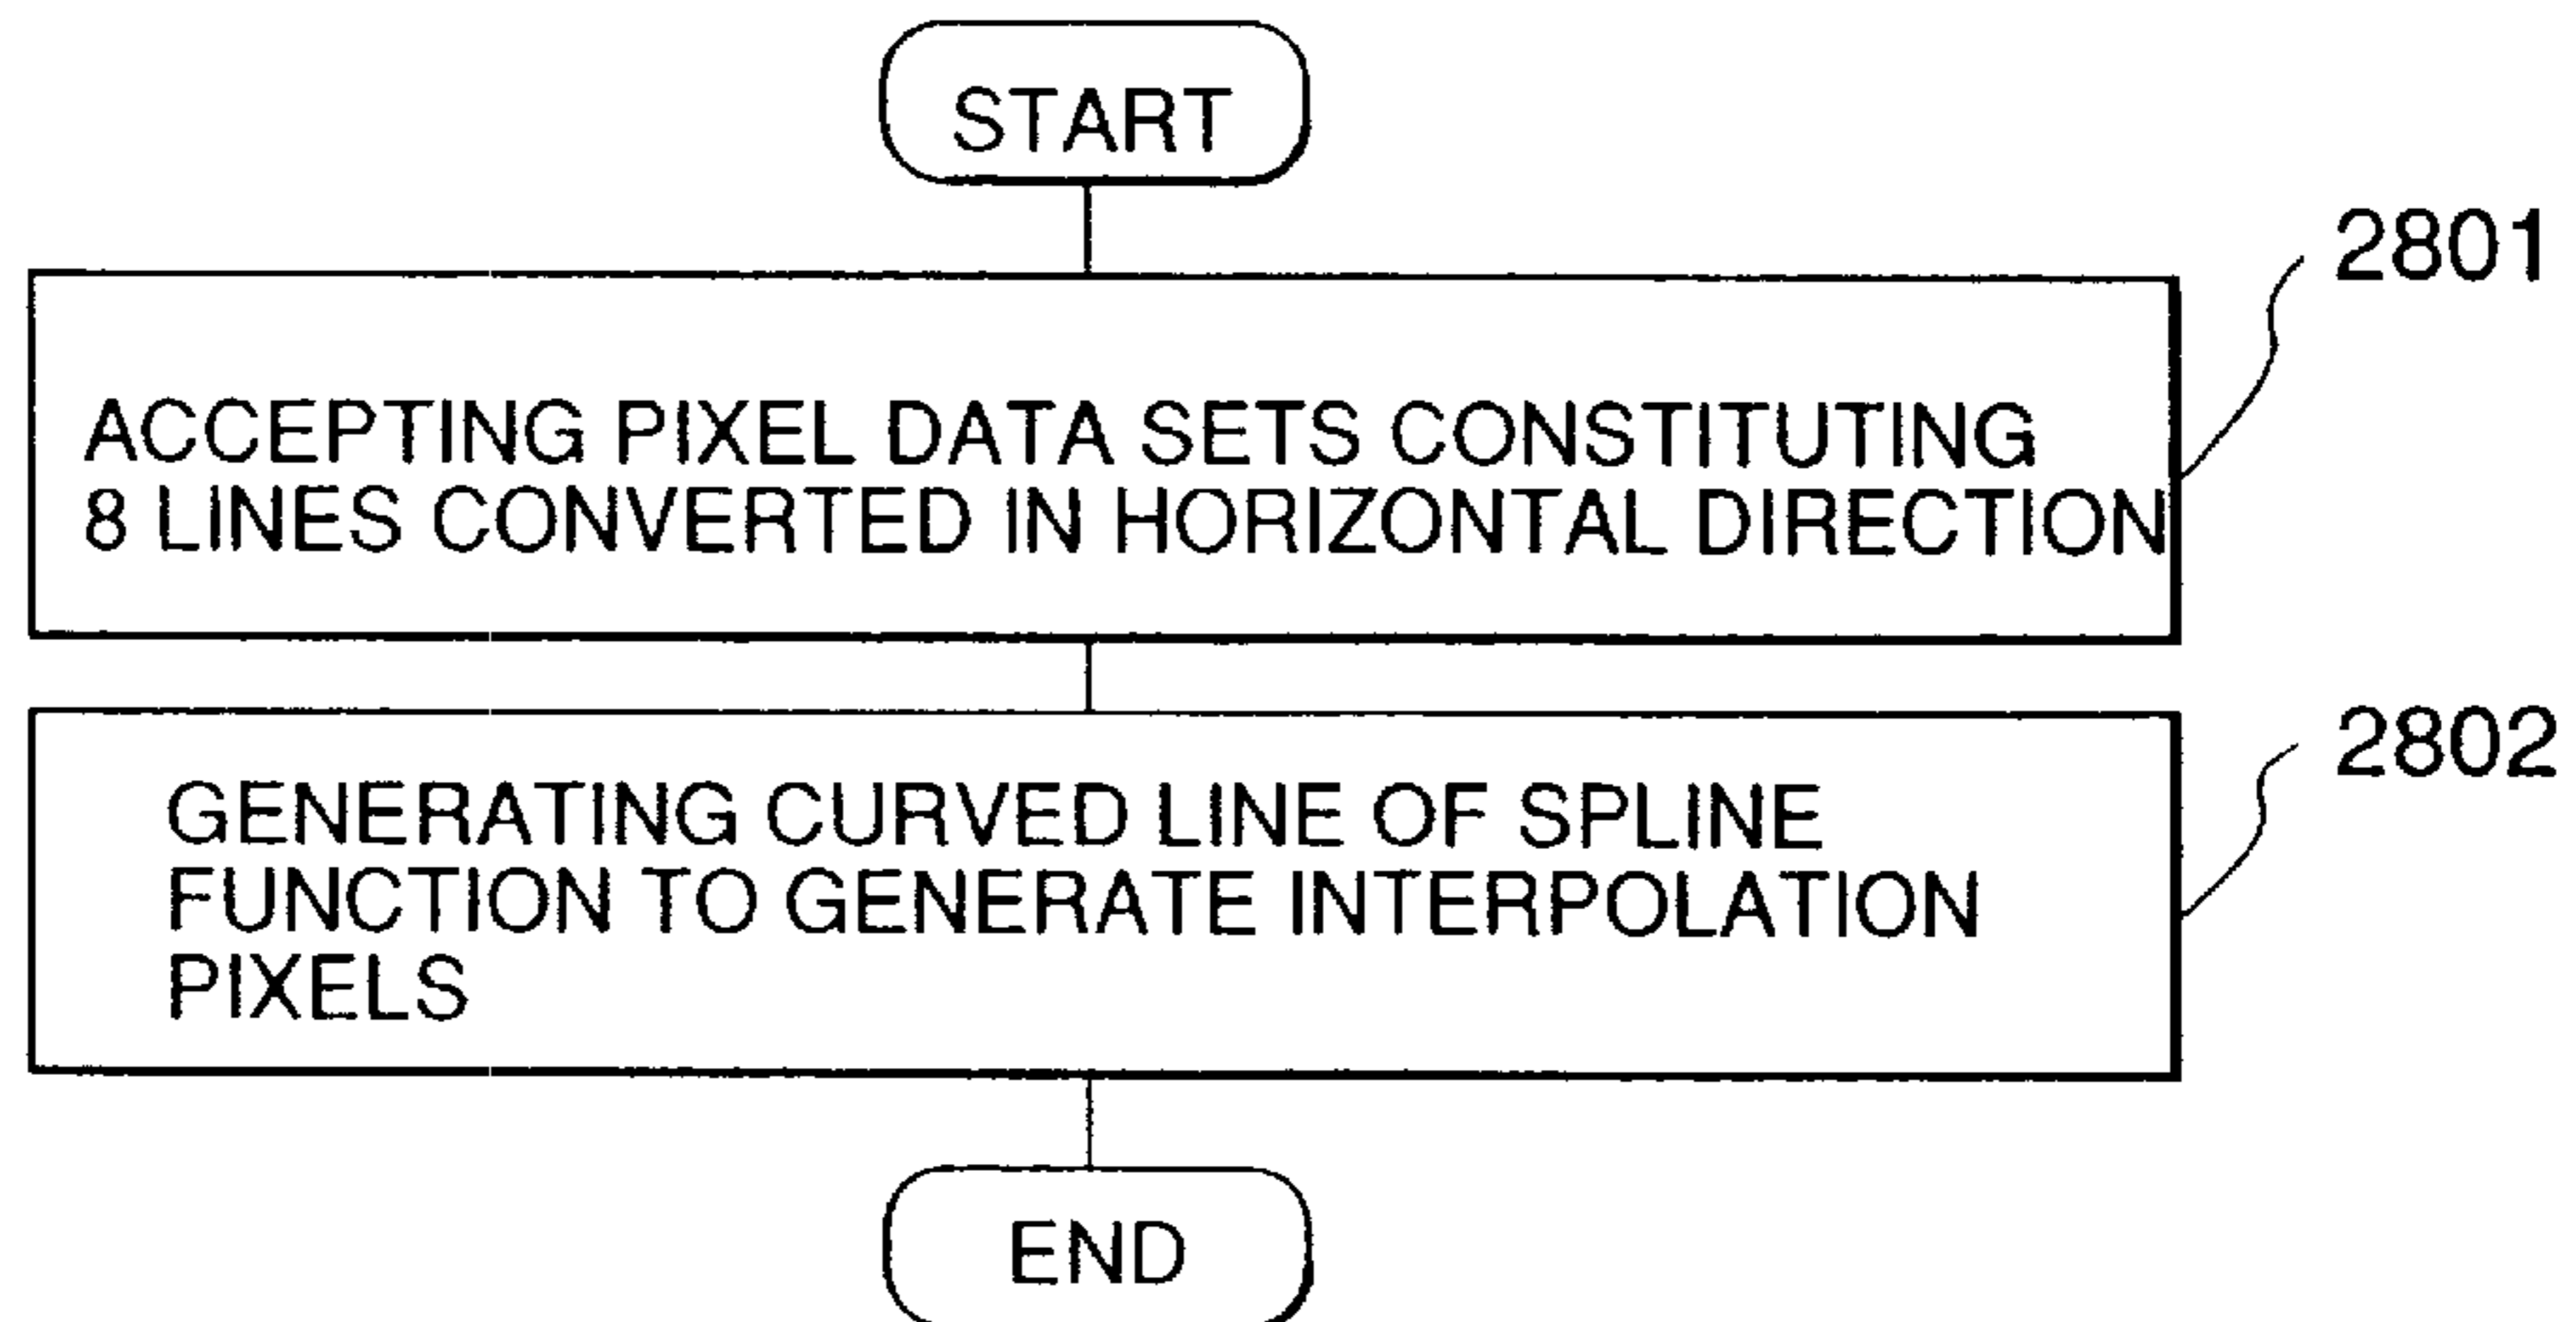 START
2801
ACCEPTING PIXEL DATA SETS CONSTITUTING
8 LINES CONVERTED IN HORIZONTAL DIRECTION
2802
GENERATING CURVED LINE OF SPLINE
FUNCTION TO GENERATE INTERPOLATION
PIXELS
END